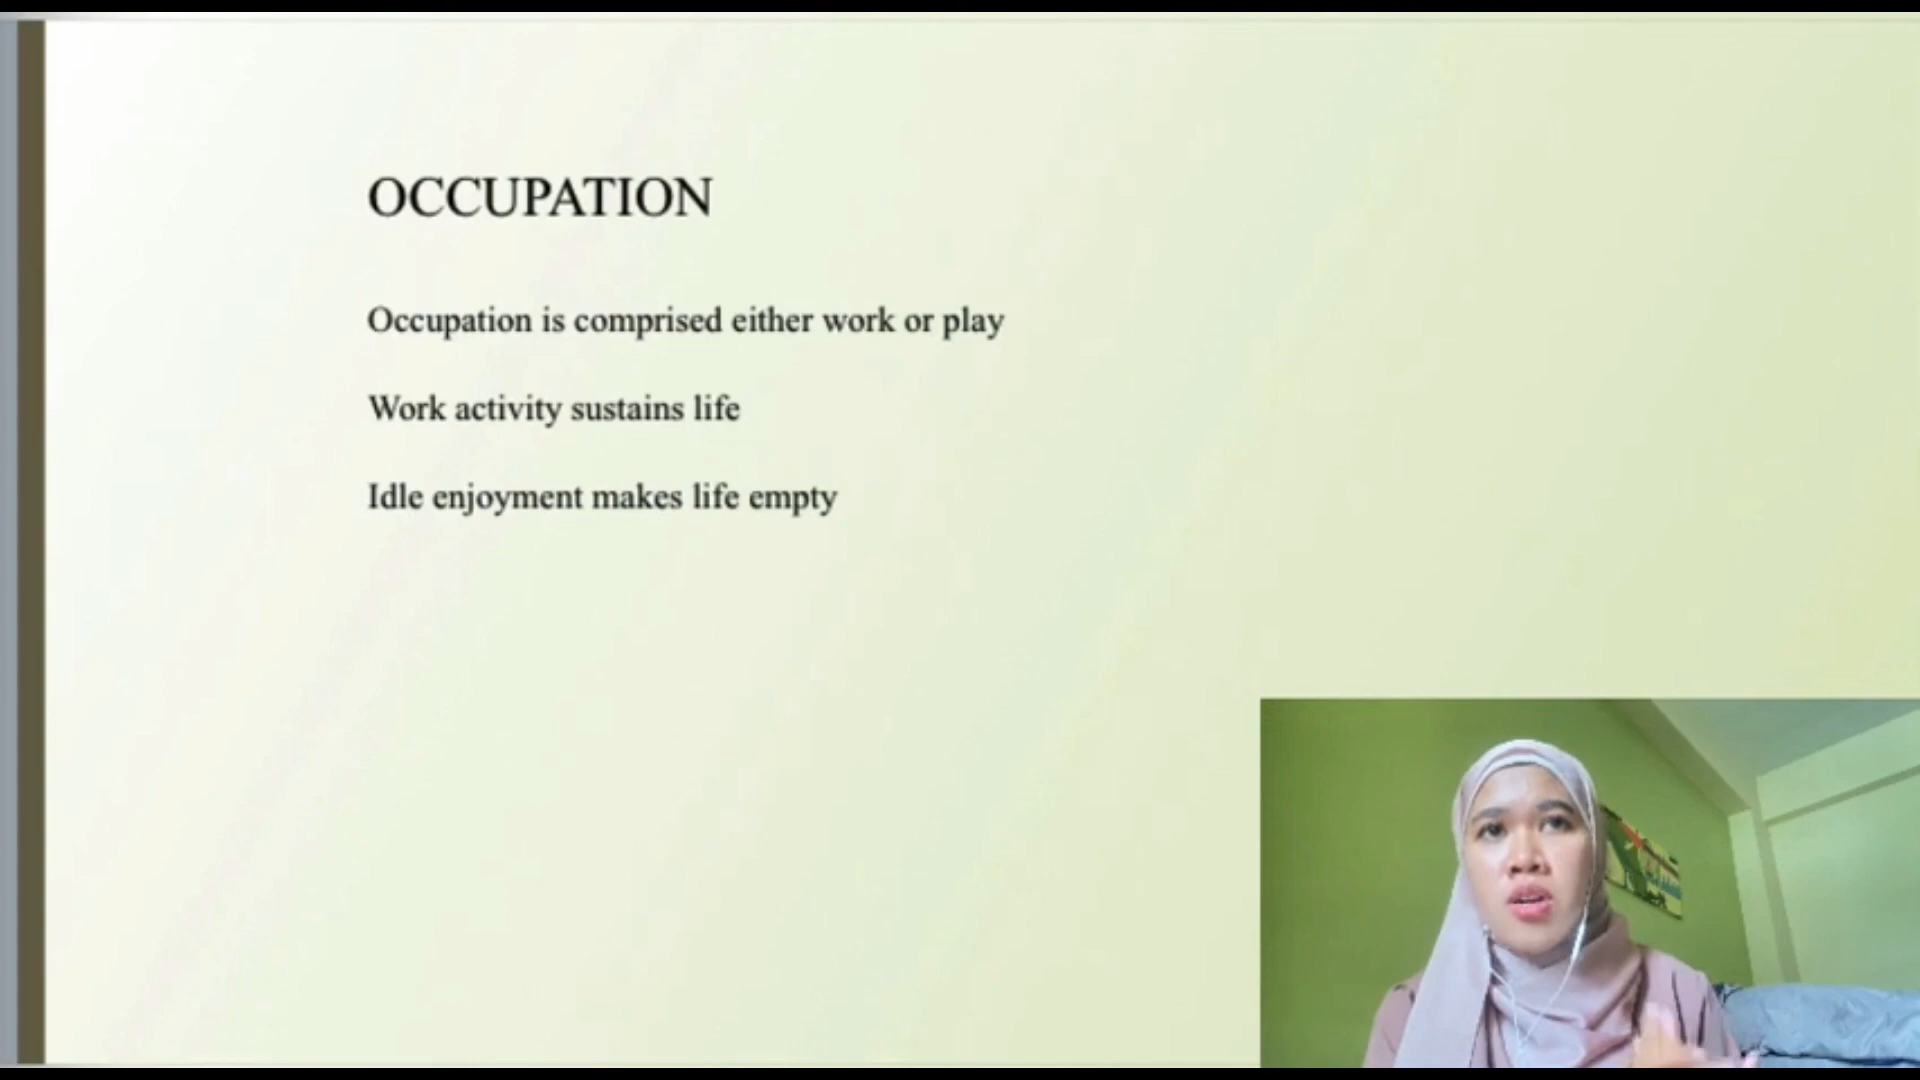 OCCUPATION
Occupation is comprised either work or play
Work activity sustains life
Idle enjoyment makes life empty